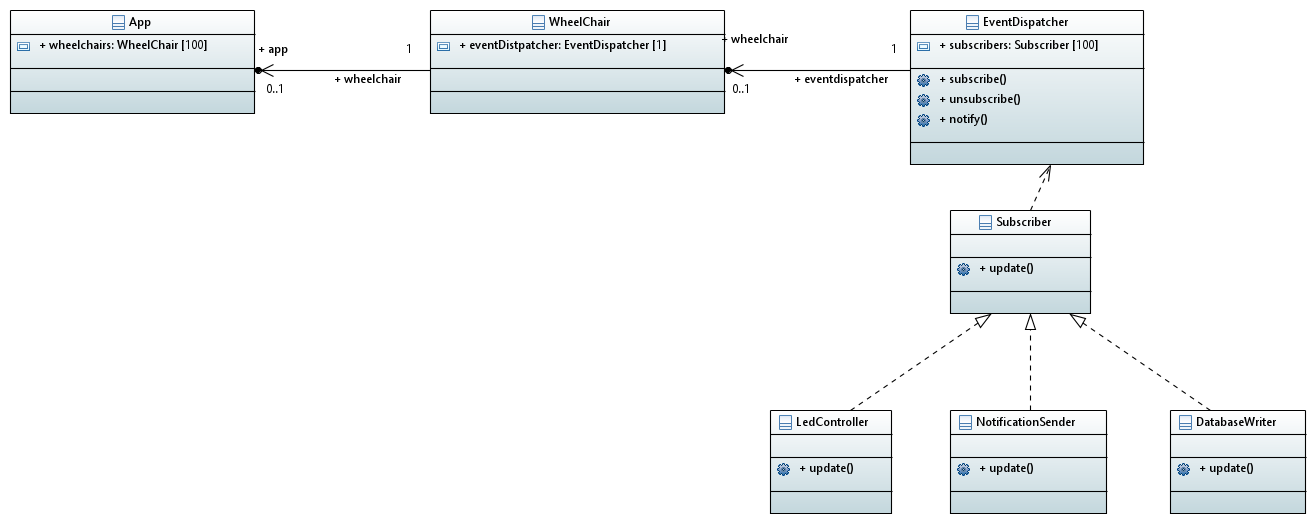 App
+ wheelchairs: WheelChair [100]
+ app
1
0..1
+ wheelchair
WheelChair
+ eventDistpatcher: EventDispatcher [1]
+ wheelchair
1
0..1
+ eventdispatcher
EventDispatcher
+ subscribers: Subscriber [100]
+ subscribe()
+ unsubscribe()
+ notify()
Subscriber
+ update()
LedController
+ update()
NotificationSender
+ update()
DatabaseWriter
+ update()